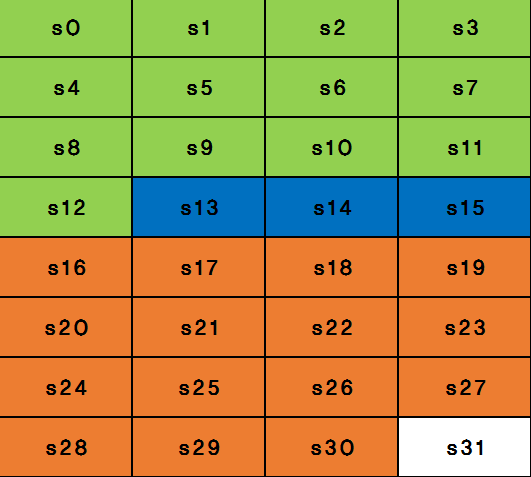 s0 s1 s2 s3
s4 s5 s6 s7
s8 s9 s10 s11
s12 s13 s14 s15
s16 s17 s18 s19
s20 s21 s22 s23
s24 s25 s26 s27
s28 s29 s30 s31